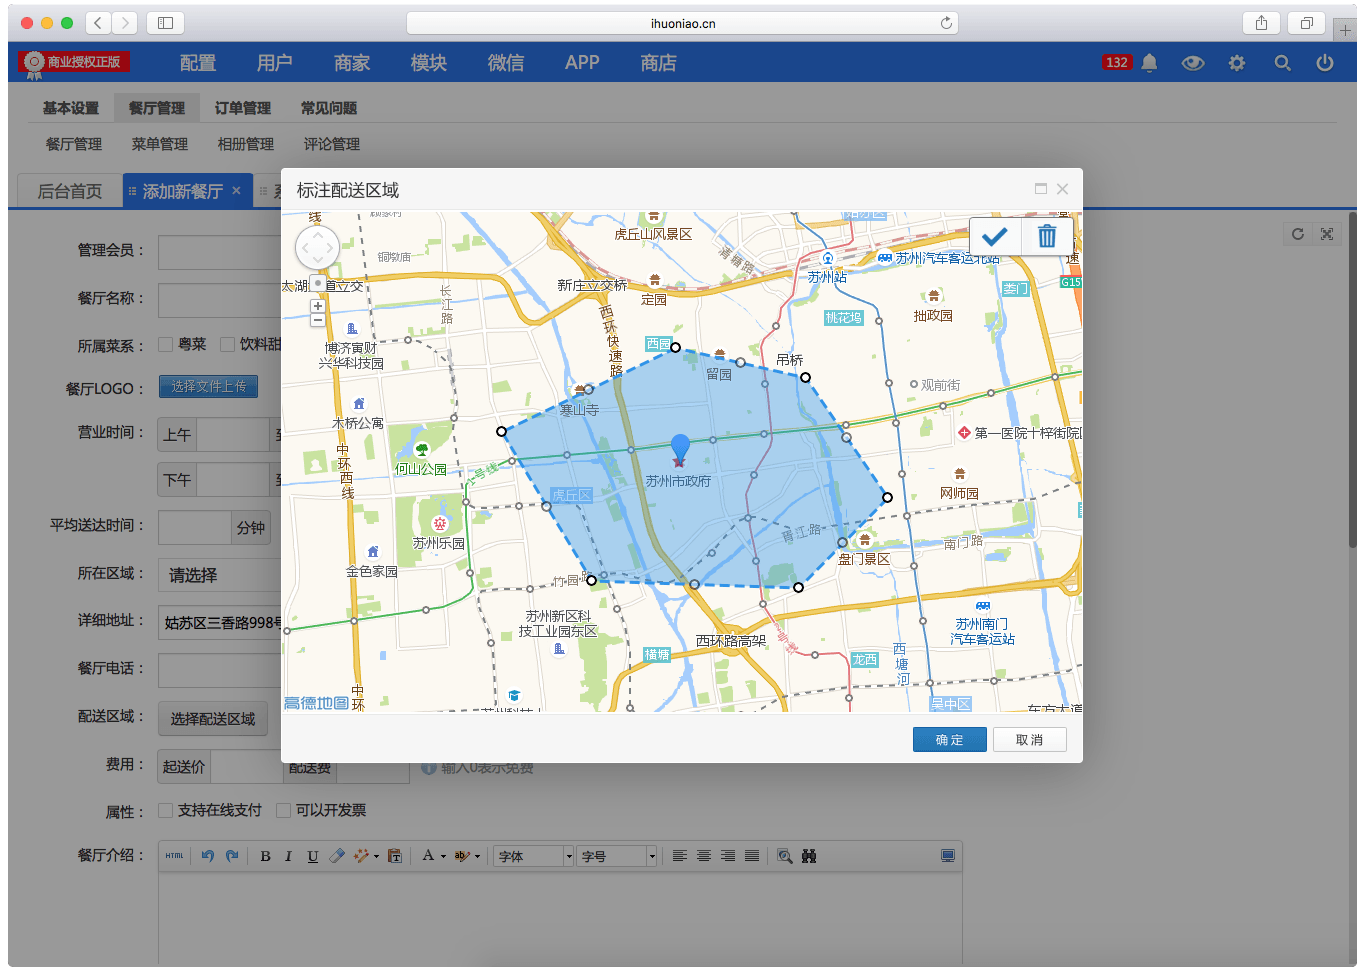 ihuoniao.cn
商业授权正版 配置 用户 商家 模块 微信 APP 商店 132
基本设置 餐厅管理 订单管理 常见问题
餐厅管理 菜单管理 相册管理 评论管理
后台首页 添加新餐厅 ×
标注配送区域
管理会员：
餐厅名称：
所属菜系： 粤菜 饮料甜
餐厅LOGO： 选择文件上传
营业时间： 上午
下午
平均送达时间： 分钟
所在区域： 请选择
详细地址： 姑苏区三香路998号
餐厅电话：
配送区域： 选择配送区域
费用： 起送价 配送费 输入0表示免费
属性： 支持在线支付 可以开发票
餐厅介绍： HTML B I U A 字体 字号
线
虎丘山风景区
铜墩庙
青塘路
苏州站
苏州汽车客运北站
速
G15
太湖 道立交
新庄立交桥
定园
娄门
长江路
西环快速路
桃花坞
拙政园
博济寅财
兴华科技园
西园
留园
吊桥
观前街
寒山寺
木桥公寓
第一医院十梓街院区
中环西线
何山公园
1号线
苏州市政府
虎丘区
网师园
苏州乐园
胥江路
南门路
盘门景区
金色家园
竹园路
苏州新区科
技工业园东区
西环路高架
苏州南门
汽车客运站
横塘
龙西
西塘河
吴中区
中环
高德地图
东方大道
确定 取消